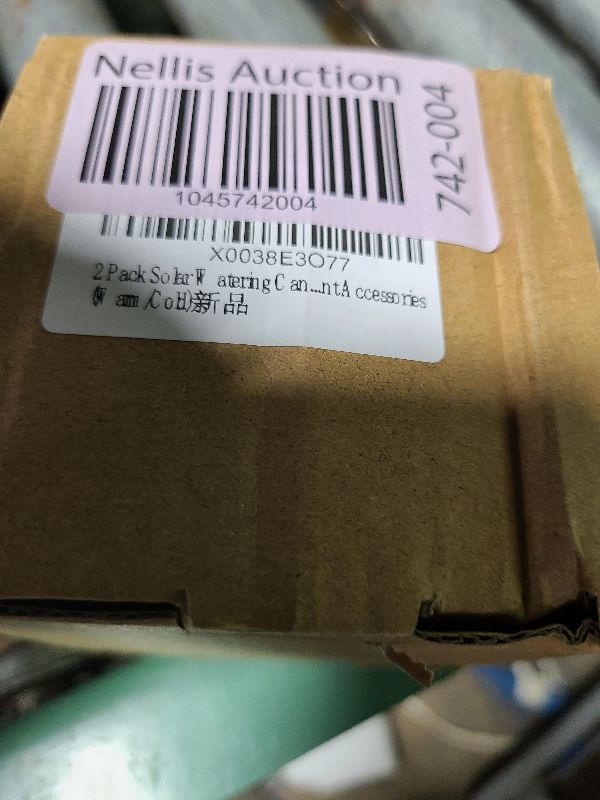 Nellis Auction
1045742004
742-004
X0038E3O77
2 Pack Solar Watering Can...nt Accessories
(Warm/Cold)新品